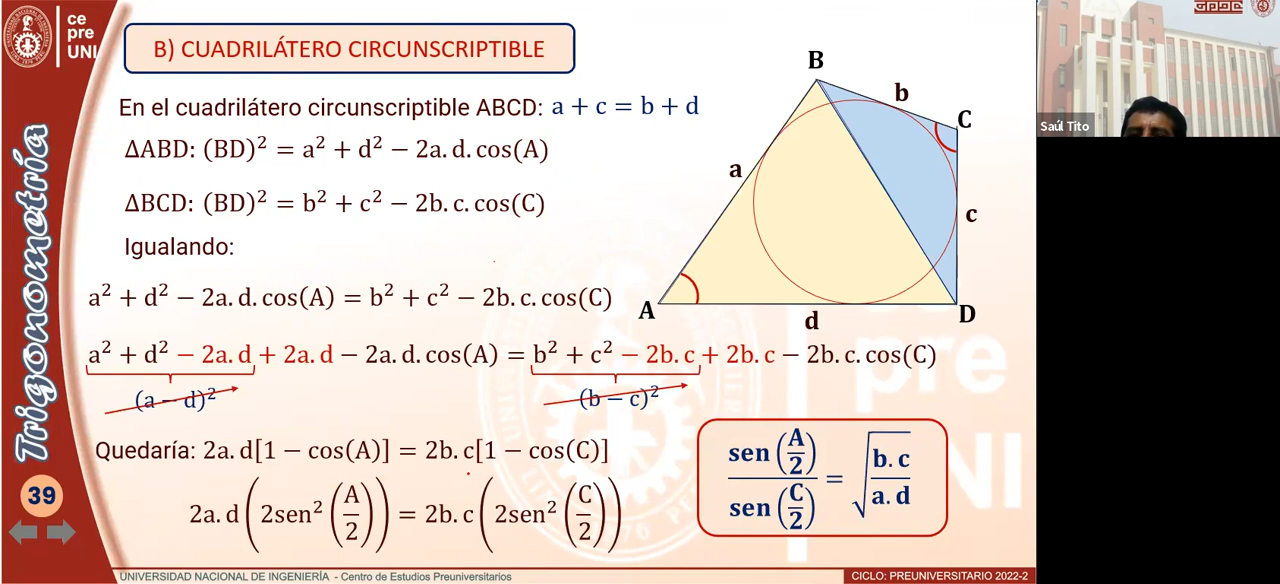 ce
pre
UNI
B) CUADRILÁTERO CIRCUNSCRIPTIBLE
En el cuadrilátero circunscriptible ABCD: a + c = b + d
ΔABD: (BD)² = a² + d² − 2a. d. cos(A)
ΔBCD: (BD)² = b² + c² − 2b. c. cos(C)
Igualando:
a² + d² − 2a. d. cos(A) = b² + c² − 2b. c. cos(C)
a² + d² − 2a. d + 2a. d − 2a. d. cos(A) = b² + c² − 2b. c + 2b. c − 2b. c. cos(C)
(a − d)² (b − c)²
Quedaría: 2a. d[1 − cos(A)] = 2b. c[1 − cos(C)]
2a. d(2sen²(A/2)) = 2b. c(2sen²(C/2))
sen(A/2) / sen(C/2) = √(b. c / a. d)
B
b
C
a
c
A
d
D
Trigonometría
39
Saúl Tito
pre
NI
UNIVERSIDAD NACIONAL DE INGENIERÍA - Centro de Estudios Preuniversitarios
CICLO: PREUNIVERSITARIO 2022-2